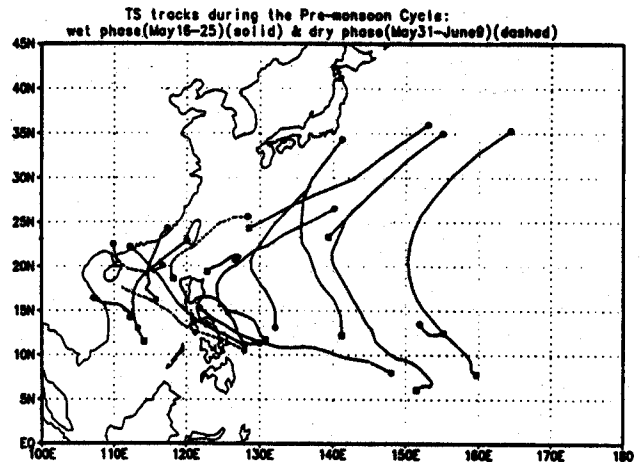 TS tracks during the Pre-monsoon Cycle:
wet phase(May16-25)(solid) & dry phase(May31-June9)(dashed)
45N
40N
35N
30N
25N
20N
15N
10N
5N
EQ
100E 110E 120E 130E 140E 150E 160E 170E 180